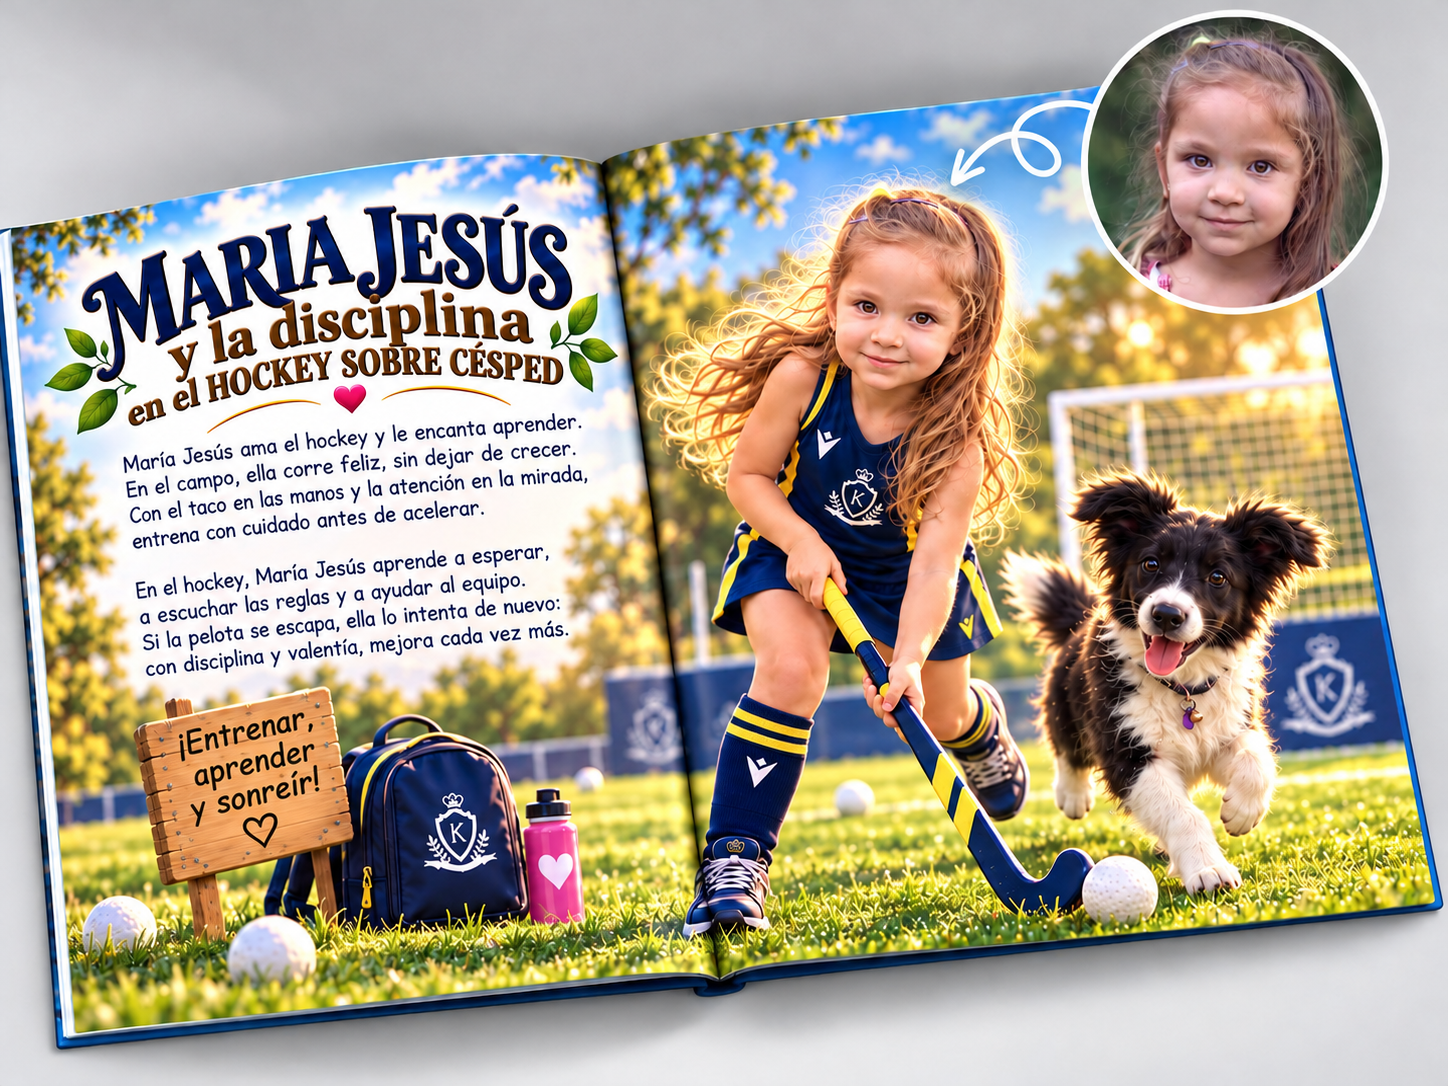 MARIA JESÚS
y la disciplina
en el HOCKEY SOBRE CÉSPED
María Jesús ama el hockey y le encanta aprender.
En el campo, ella corre feliz, sin dejar de crecer.
Con el taco en las manos y la atención en la mirada,
entrena con cuidado antes de acelerar.
En el hockey, María Jesús aprende a esperar,
a escuchar las reglas y a ayudar al equipo.
Si la pelota se escapa, ella lo intenta de nuevo:
con disciplina y valentía, mejora cada vez más.
¡Entrenar,
aprender
y sonreír!
K
K
K
K